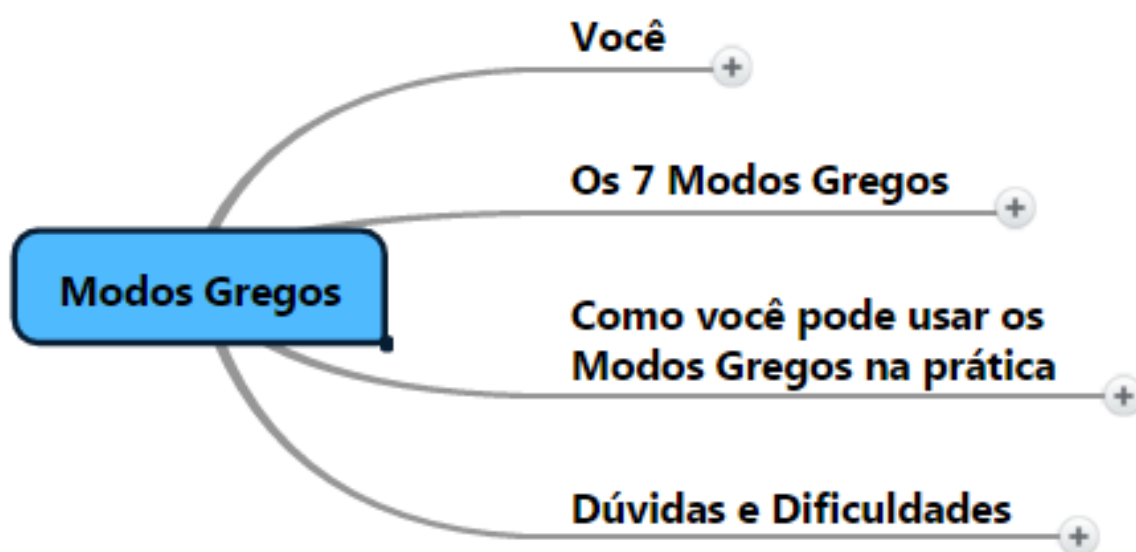 Você
Os 7 Modos Gregos
Modos Gregos
Como você pode usar os
Modos Gregos na prática
Dúvidas e Dificuldades